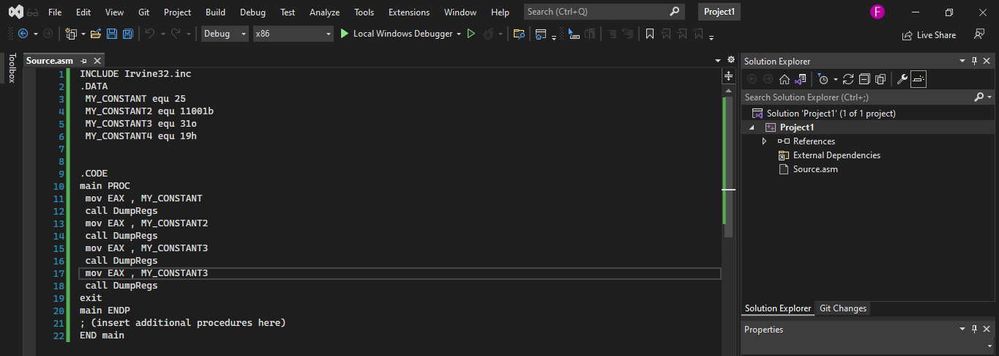 File Edit View Git Project Build Debug Test Analyze Tools Extensions Window Help Search (Ctrl+Q) Project1 F
Debug x86 Local Windows Debugger Live Share
Toolbox
Source.asm
1 INCLUDE Irvine32.inc
2 .DATA
3 MY_CONSTANT equ 25
4 MY_CONSTANT2 equ 11001b
5 MY_CONSTANT3 equ 31o
6 MY_CONSTANT4 equ 19h
7
8
9 .CODE
10 main PROC
11 mov EAX , MY_CONSTANT
12 call DumpRegs
13 mov EAX , MY_CONSTANT2
14 call DumpRegs
15 mov EAX , MY_CONSTANT3
16 call DumpRegs
17 mov EAX , MY_CONSTANT3
18 call DumpRegs
19 exit
20 main ENDP
21 ; (insert additional procedures here)
22 END main
Solution Explorer
Search Solution Explorer (Ctrl+;)
Solution 'Project1' (1 of 1 project)
Project1
References
External Dependencies
Source.asm
Solution Explorer Git Changes
Properties